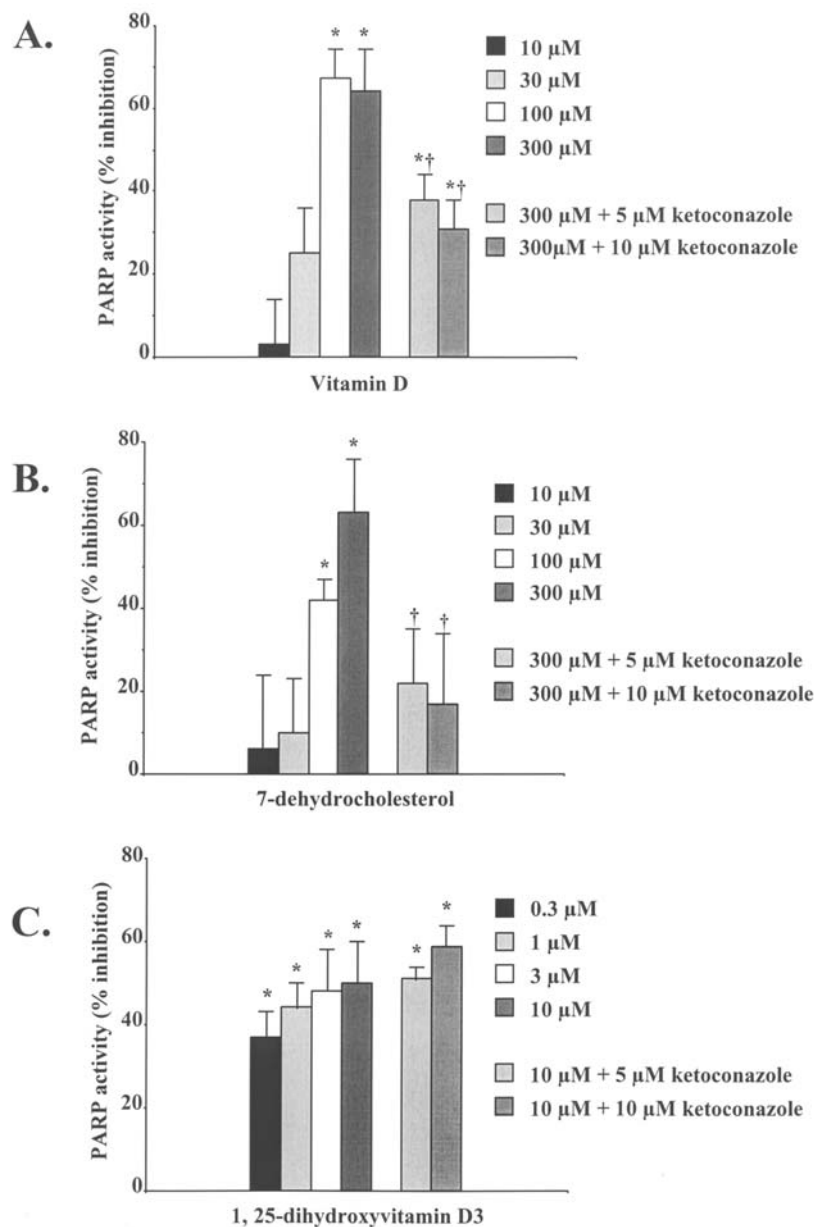 A.
PARP activity (% inhibition)
80
60
40
20
0
* *
*† *†
Vitamin D
10 µM
30 µM
100 µM
300 µM
300 µM + 5 µM ketoconazole
300µM + 10 µM ketoconazole
B.
PARP activity (% inhibition)
80
60
40
20
0
*
*
† †
7-dehydrocholesterol
10 µM
30 µM
100 µM
300 µM
300 µM + 5 µM ketoconazole
300 µM + 10 µM ketoconazole
C.
PARP activity (% inhibition)
80
60
40
20
0
* * * * * *
1, 25-dihydroxyvitamin D3
0.3 µM
1 µM
3 µM
10 µM
10 µM + 5 µM ketoconazole
10 µM + 10 µM ketoconazole